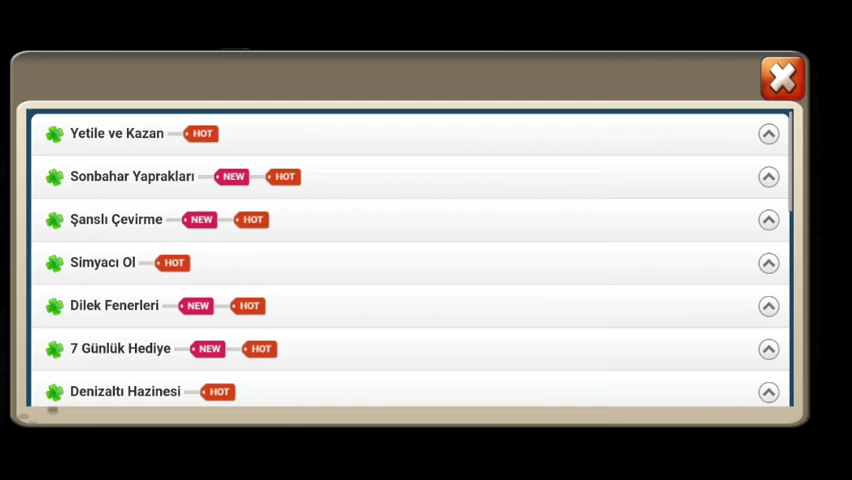 Yetile ve Kazan HOT
Sonbahar Yaprakları NEW HOT
Şanslı Çevirme NEW HOT
Simyacı Ol HOT
Dilek Fenerleri NEW HOT
7 Günlük Hediye NEW HOT
Denizaltı Hazinesi HOT